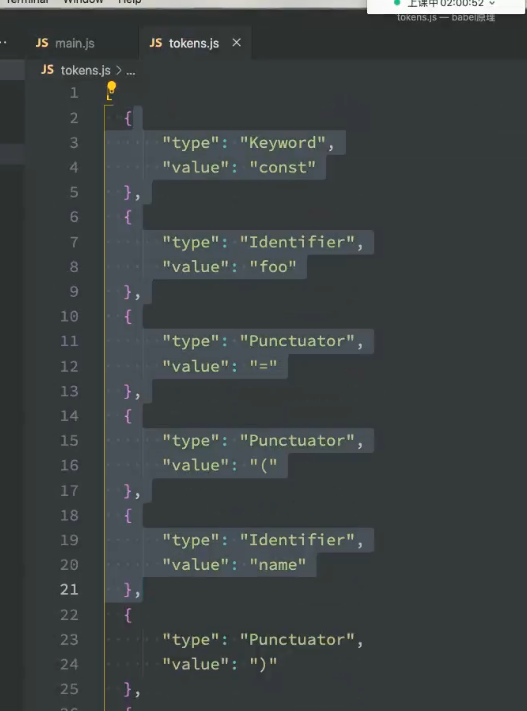 Terminal Window Help
上课中 02:00:52
tokens.js — babel原理
JS main.js JS tokens.js ×
JS tokens.js > ...
1 [
2 {
3 "type": "Keyword",
4 "value": "const"
5 },
6 {
7 "type": "Identifier",
8 "value": "foo"
9 },
10 {
11 "type": "Punctuator",
12 "value": "="
13 },
14 {
15 "type": "Punctuator",
16 "value": "("
17 },
18 {
19 "type": "Identifier",
20 "value": "name"
21 },
22 {
23 "type": "Punctuator",
24 "value": ")"
25 },
26 {